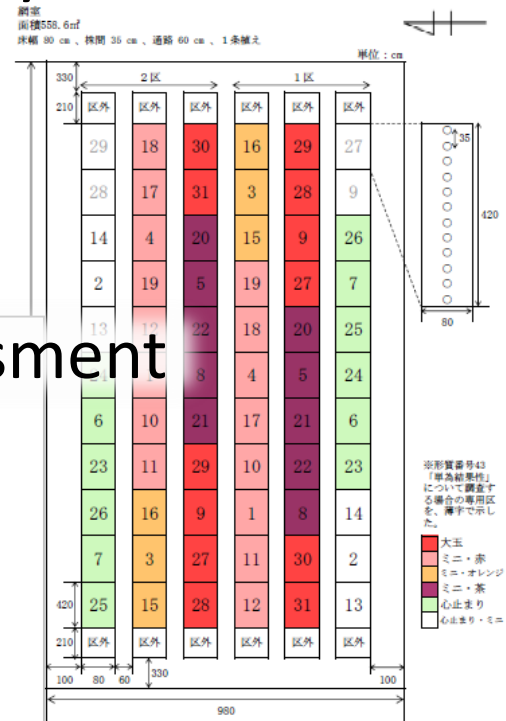 網室
面積558.6㎡
床幅 80 cm 、株間 35 cm 、通路 60 cm 、1条植え
単位：cm
330
2区
1区
210
区外 区外 区外 区外 区外 区外
29 18 30 16 29 27
28 17 31 3 28 9
14 4 20 15 9 26
2 19 5 19 27 7
13 12 22 18 20 25
8 4 5 24
6 10 21 17 21 6
23 11 29 10 22 23
26 16 9 1 8 14
7 3 27 11 30 2
25 15 28 12 31 13
区外 区外 区外 区外 区外 区外
sment
420
210
100
80
60
330
100
980
35
420
80
※形質番号43
「単為結果性」
について調査す
る場合の専用区
を、薄字で示し
た。
大玉
ミニ・赤
ミニ・オレンジ
ミニ・茶
心止まり
心止まり・ミニ